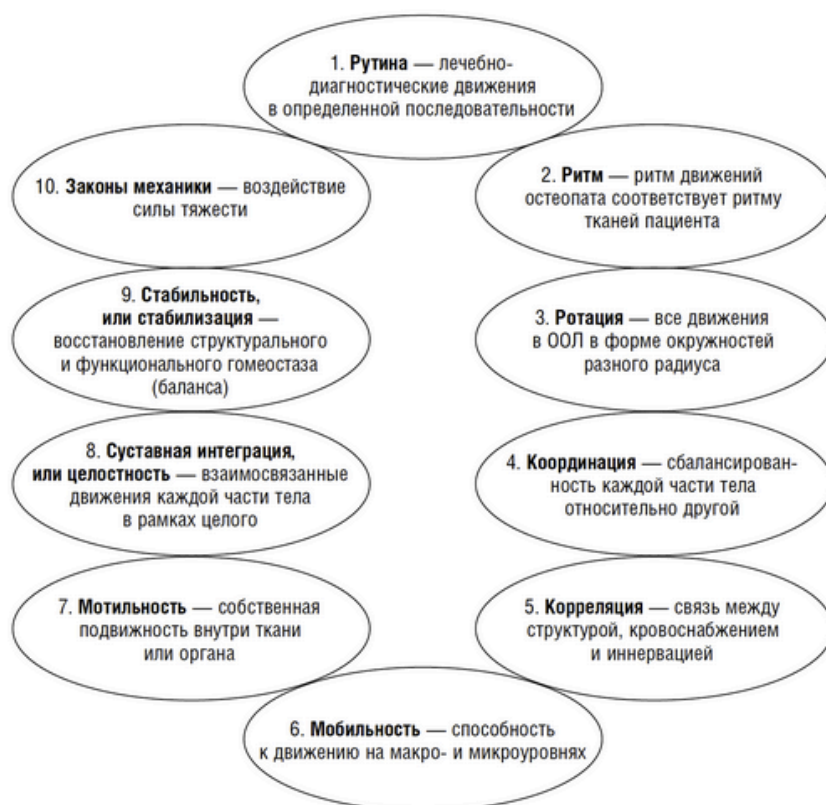 1. Рутина — лечебно-
диагностические движения
в определенной последовательности
2. Ритм — ритм движений
остеопата соответствует ритму
тканей пациента
3. Ротация — все движения
в ООЛ в форме окружностей
разного радиуса
4. Координация — сбалансирован-
ность каждой части тела
относительно другой
5. Корреляция — связь между
структурой, кровоснабжением
и иннервацией
6. Мобильность — способность
к движению на макро- и микроуровнях
7. Мотильность — собственная
подвижность внутри ткани
или органа
8. Суставная интеграция,
или целостность — взаимосвязанные
движения каждой части тела
в рамках целого
9. Стабильность,
или стабилизация —
восстановление структурального
и функционального гомеостаза
(баланса)
10. Законы механики — воздействие
силы тяжести